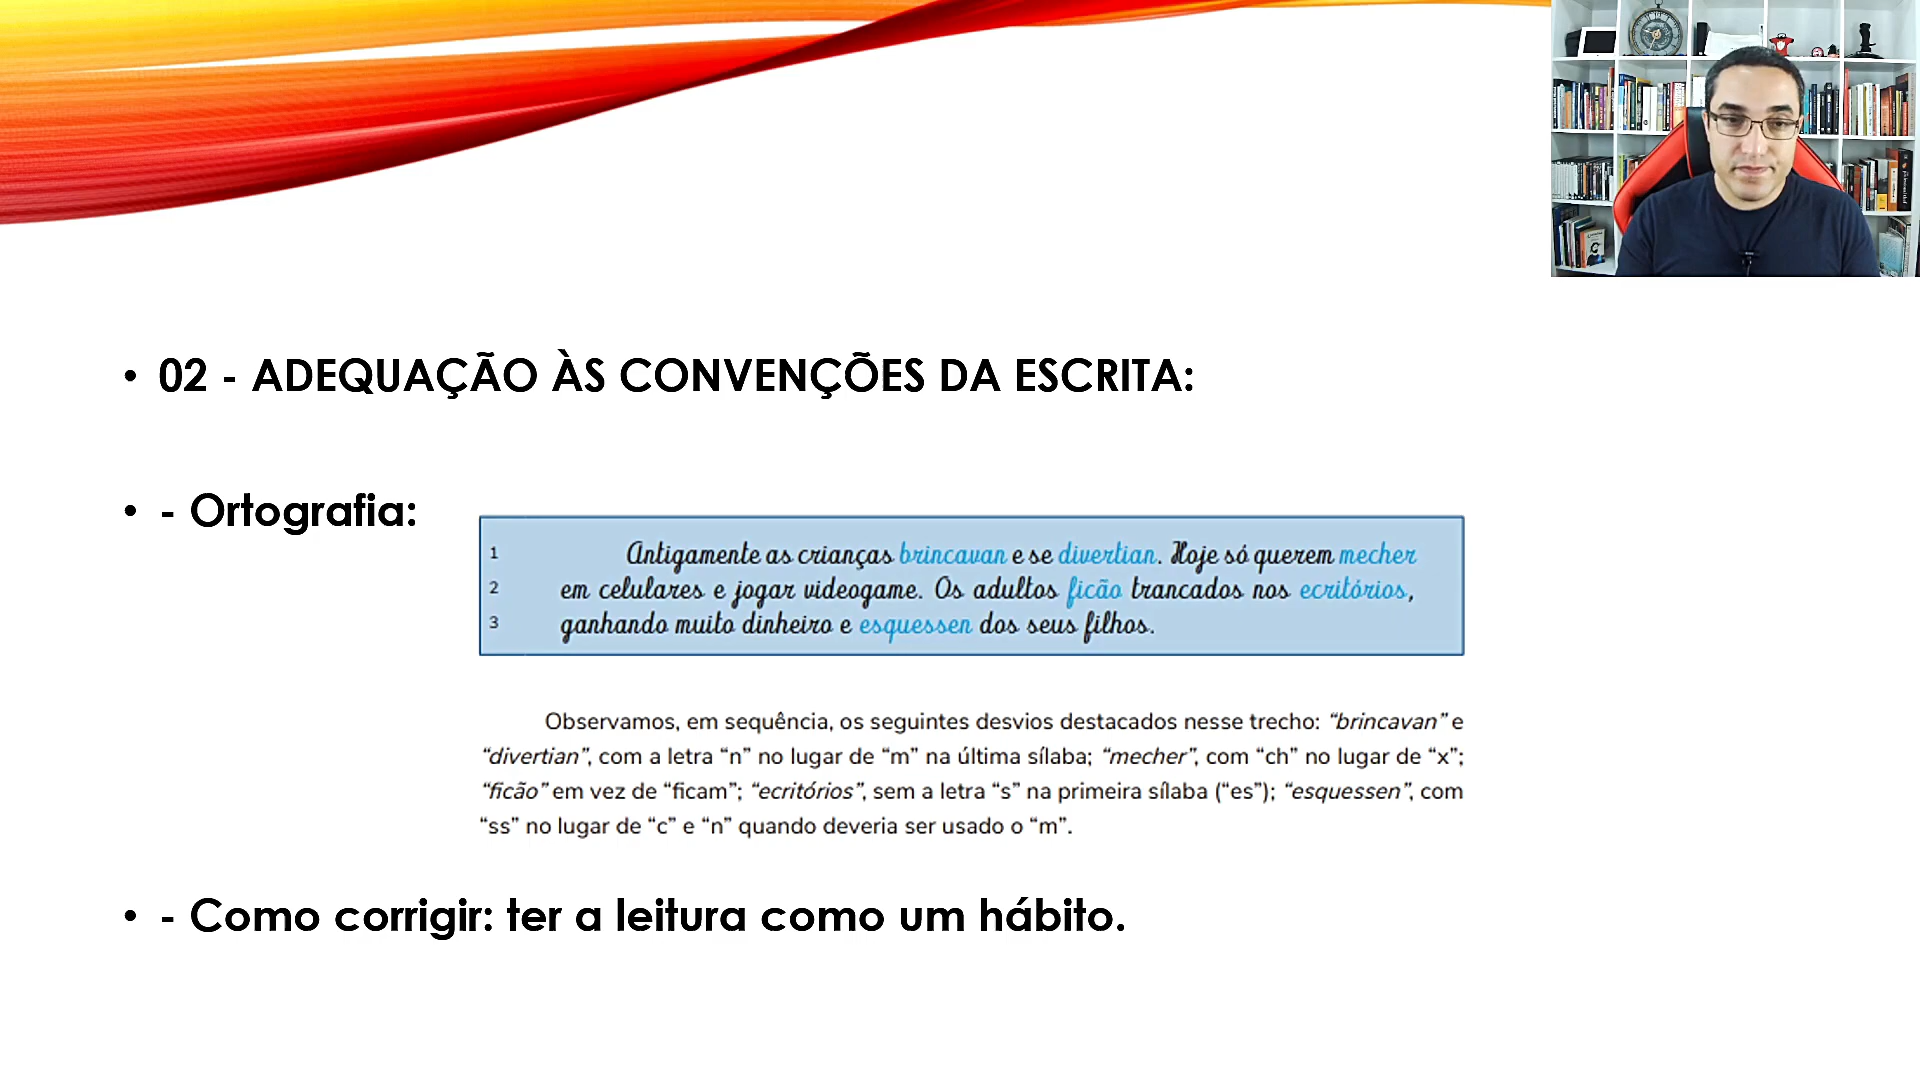 • 02 - ADEQUAÇÃO ÀS CONVENÇÕES DA ESCRITA:
• - Ortografia:
1 Antigamente as crianças brincavan e se divertian. Hoje só querem mecher
2 em celulares e jogar videogame. Os adultos ficão trancados nos ecritórios,
3 ganhando muito dinheiro e esquessen dos seus filhos.
Observamos, em sequência, os seguintes desvios destacados nesse trecho: “brincavan” e
“divertian”, com a letra “n” no lugar de “m” na última sílaba; “mecher”, com “ch” no lugar de “x”;
“ficão” em vez de “ficam”; “ecritórios”, sem a letra “s” na primeira sílaba (“es”); “esquessen”, com
“ss” no lugar de “c” e “n” quando deveria ser usado o “m”.
• - Como corrigir: ter a leitura como um hábito.